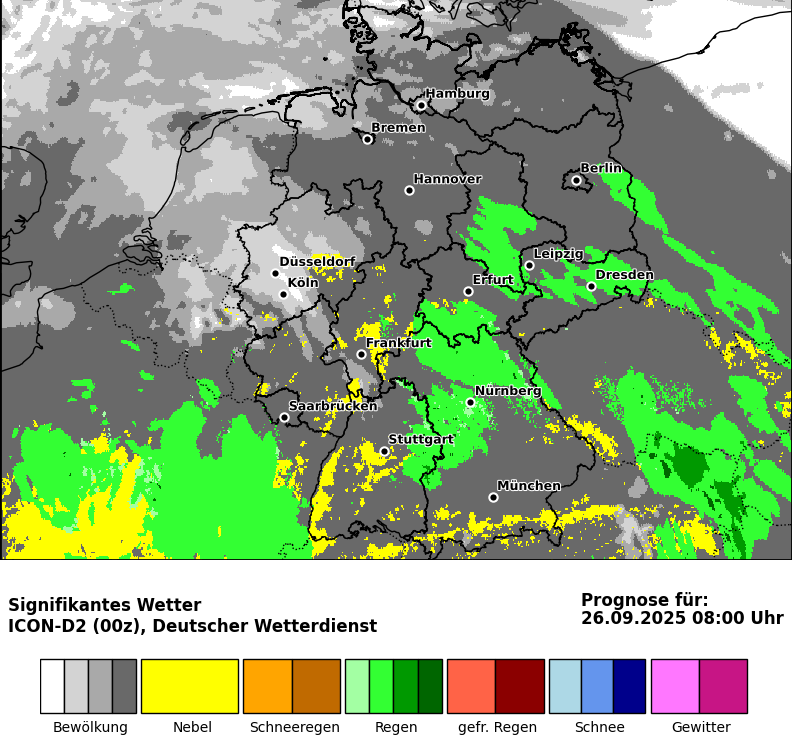 Hamburg
Bremen
Berlin
Hannover
Leipzig
Düsseldorf
Dresden
Köln
Erfurt
Frankfurt
Nürnberg
Saarbrücken
Stuttgart
München
Signifikantes Wetter
ICON-D2 (00z), Deutscher Wetterdienst
Prognose für:
26.09.2025 08:00 Uhr
Bewölkung
Nebel
Schneeregen
Regen
gefr. Regen
Schnee
Gewitter